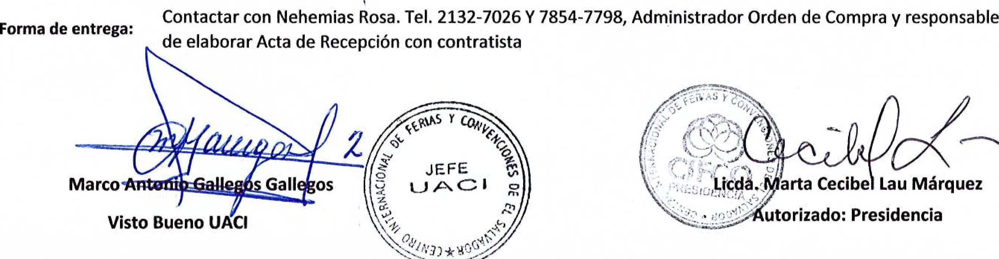 Contactar con Nehemias Rosa. Tel. 2132-7026 Y 7854-7798, Administrador Orden de Compra y responsable
Forma de entrega:
de elaborar Acta de Recepción con contratista
2
CENTRO INTERNACIONAL DE FERIAS Y CONVENCIONES DE EL SALVADOR
JEFE
UACI
INTERNACIONAL DE FERIAS Y CONVENCIONES DE EL SALVADOR
CIFCO
PRESIDENCIA
Cecibel L
Marco Antonio Gallegos Gallegos
Licda. Marta Cecibel Lau Márquez
Visto Bueno UACI
Autorizado: Presidencia